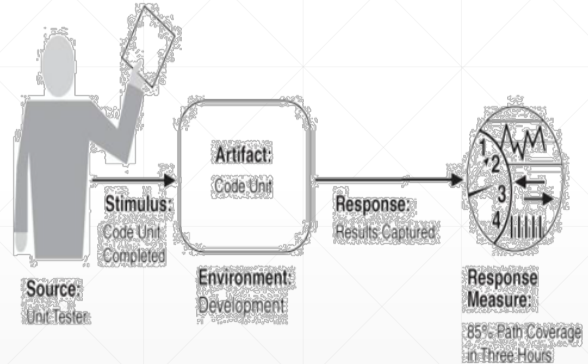 Artifact:
Code Unit
Stimulus:
Code Unit
Completed
Response:
Results Captured
1
2
3
4
Source:
Unit Tester
Environment:
Development
Response
Measure:
85% Path Coverage
in Three Hours